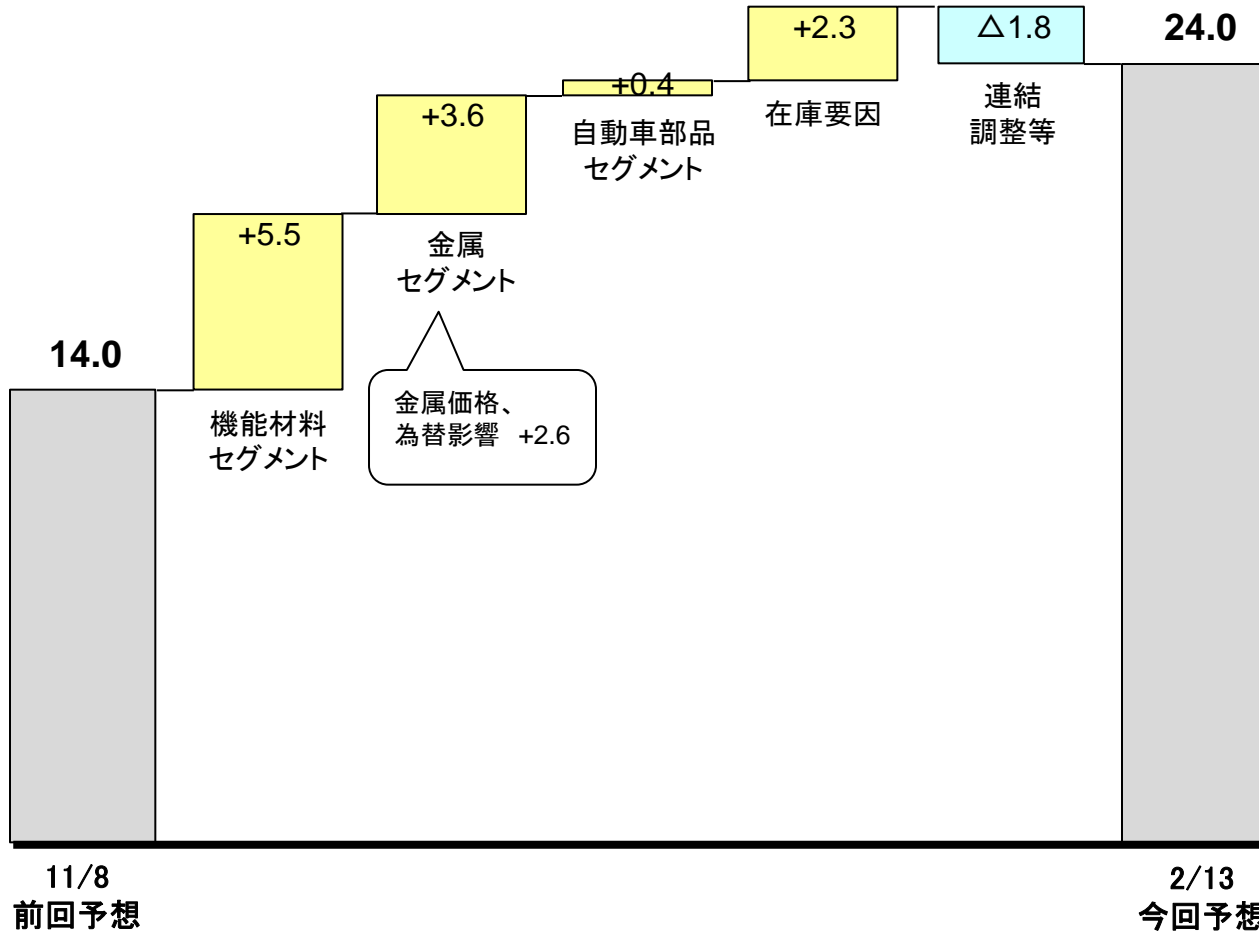 14.0
+5.5
機能材料
セグメント
+3.6
金属
セグメント
金属価格、
為替影響 +2.6
+0.4
自動車部品
セグメント
+2.3
在庫要因
△1.8
連結
調整等
24.0
11/8
前回予想
2/13
今回予想